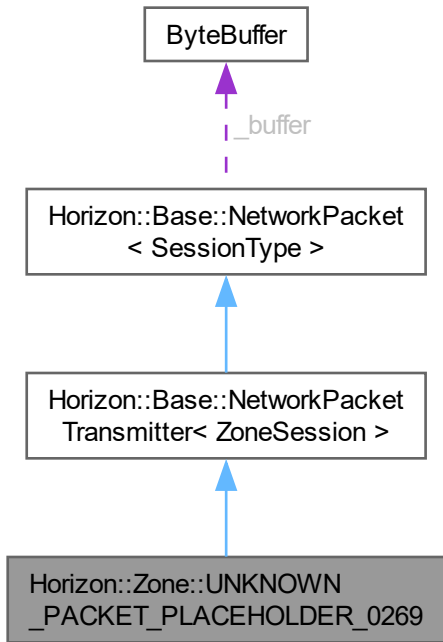 ByteBuffer
_buffer
Horizon::Base::NetworkPacket
< SessionType >
Horizon::Base::NetworkPacket
Transmitter< ZoneSession >
Horizon::Zone::UNKNOWN
_PACKET_PLACEHOLDER_0269